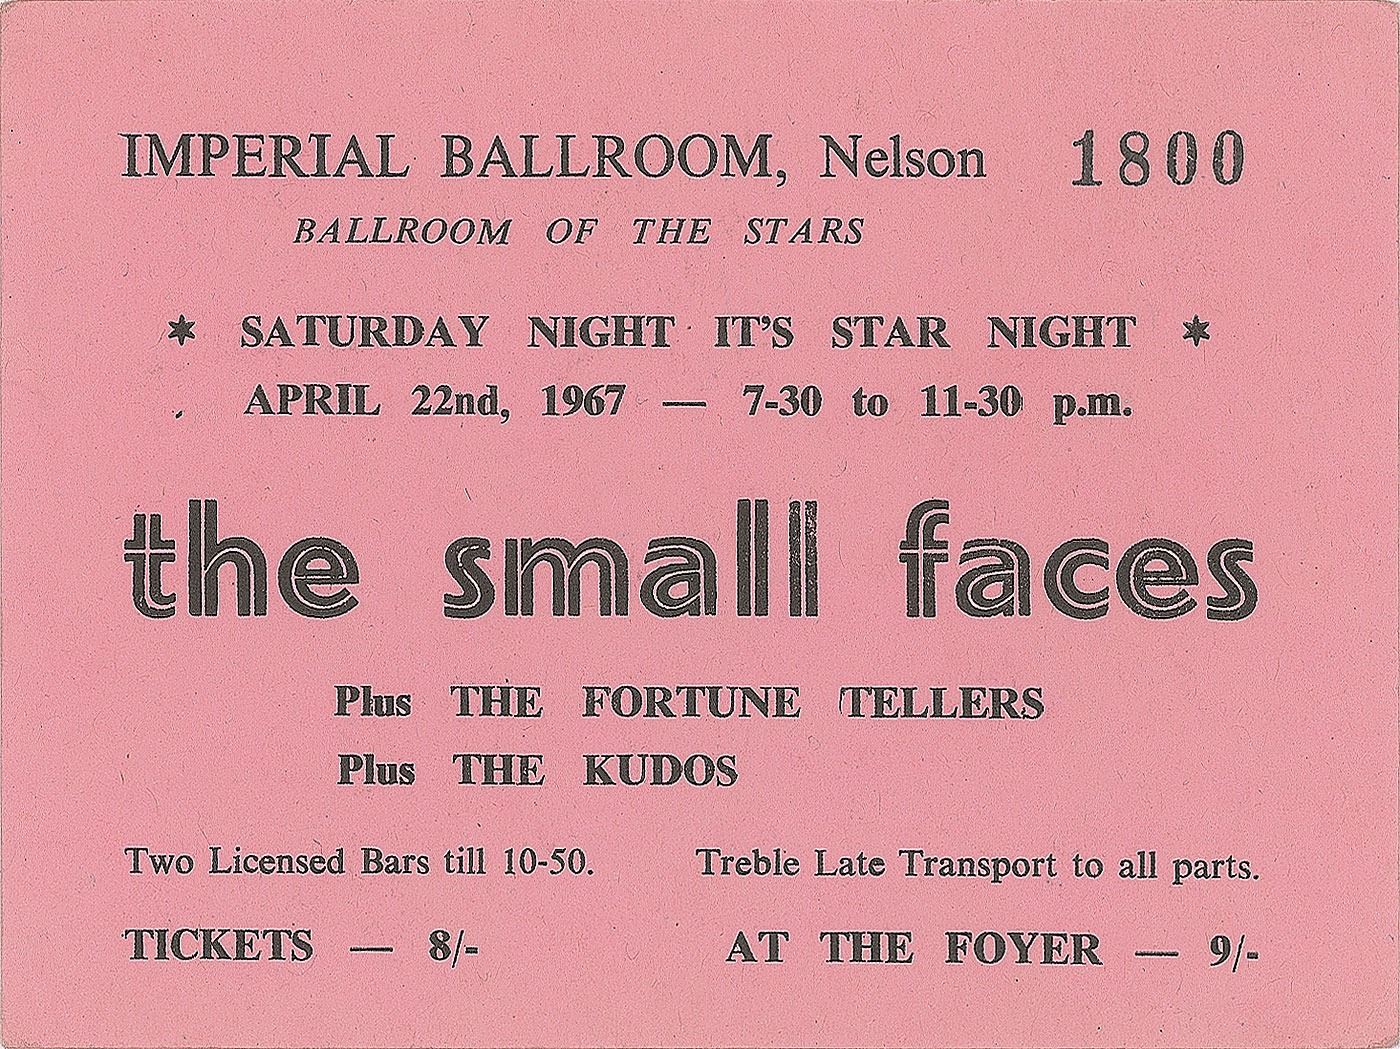 IMPERIAL BALLROOM, Nelson 1800
BALLROOM OF THE STARS
* SATURDAY NIGHT IT'S STAR NIGHT *
APRIL 22nd, 1967 — 7-30 to 11-30 p.m.
the small faces
Plus THE FORTUNE TELLERS
Plus THE KUDOS
Two Licensed Bars till 10-50. Treble Late Transport to all parts.
TICKETS — 8/- AT THE FOYER — 9/-